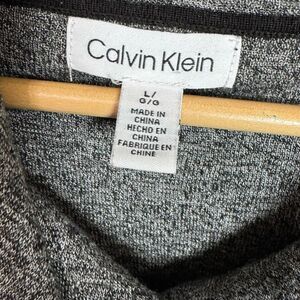 Calvin Klein
L/
G/G
MADE IN
CHINA
HECHO EN
CHINA
FABRIQUE EN
CHINE